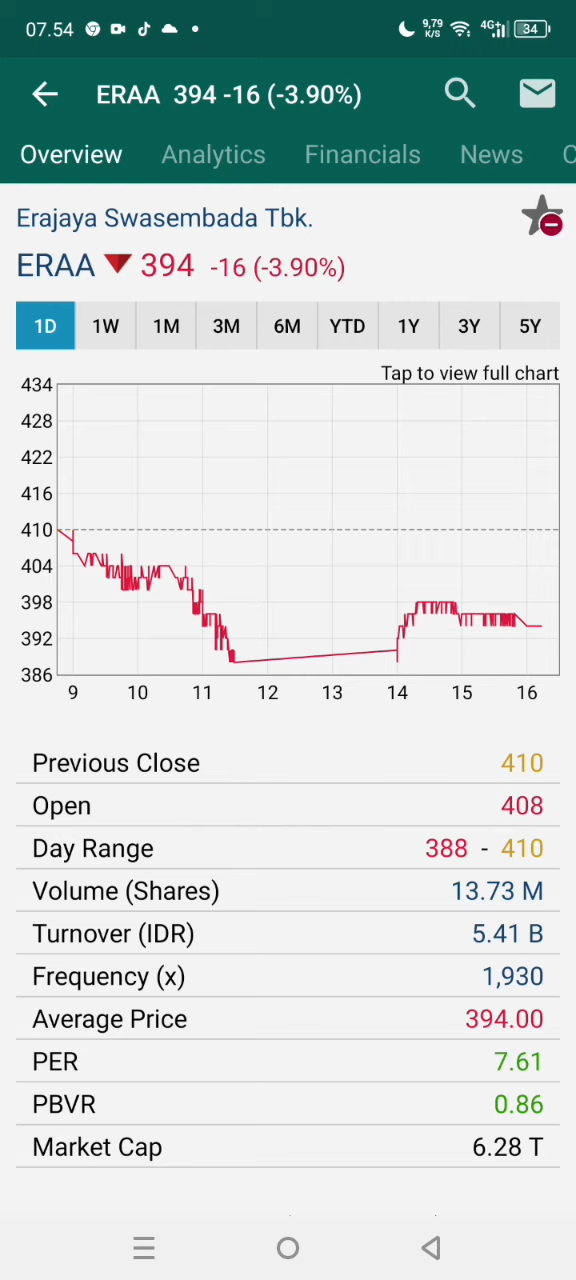 07.54 9,79 K/S 4G+ 34
ERAA 394 -16 (-3.90%)
Overview Analytics Financials News C
Erajaya Swasembada Tbk.
ERAA 394 -16 (-3.90%)
1D 1W 1M 3M 6M YTD 1Y 3Y 5Y
Tap to view full chart
434
428
422
416
410
404
398
392
386
9 10 11 12 13 14 15 16
Previous Close 410
Open 408
Day Range 388 - 410
Volume (Shares) 13.73 M
Turnover (IDR) 5.41 B
Frequency (x) 1,930
Average Price 394.00
PER 7.61
PBVR 0.86
Market Cap 6.28 T